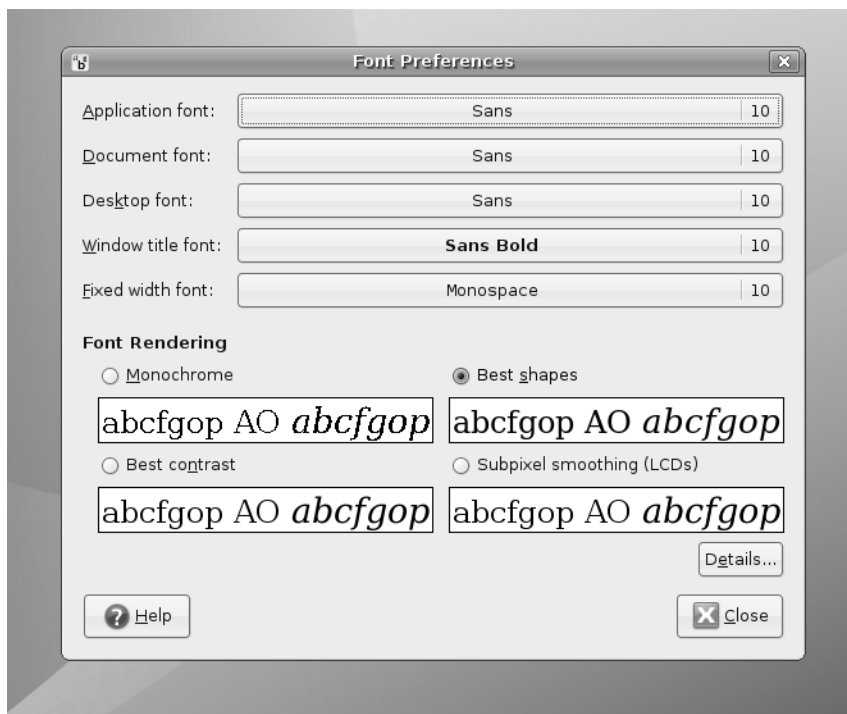 Font Preferences
Application font: Sans 10
Document font: Sans 10
Desktop font: Sans 10
Window title font: Sans Bold 10
Fixed width font: Monospace 10
Font Rendering
Monochrome Best shapes
abcfgop AO abcfgop abcfgop AO abcfgop
Best contrast Subpixel smoothing (LCDs)
abcfgop AO abcfgop abcfgop AO abcfgop
Details...
Help Close